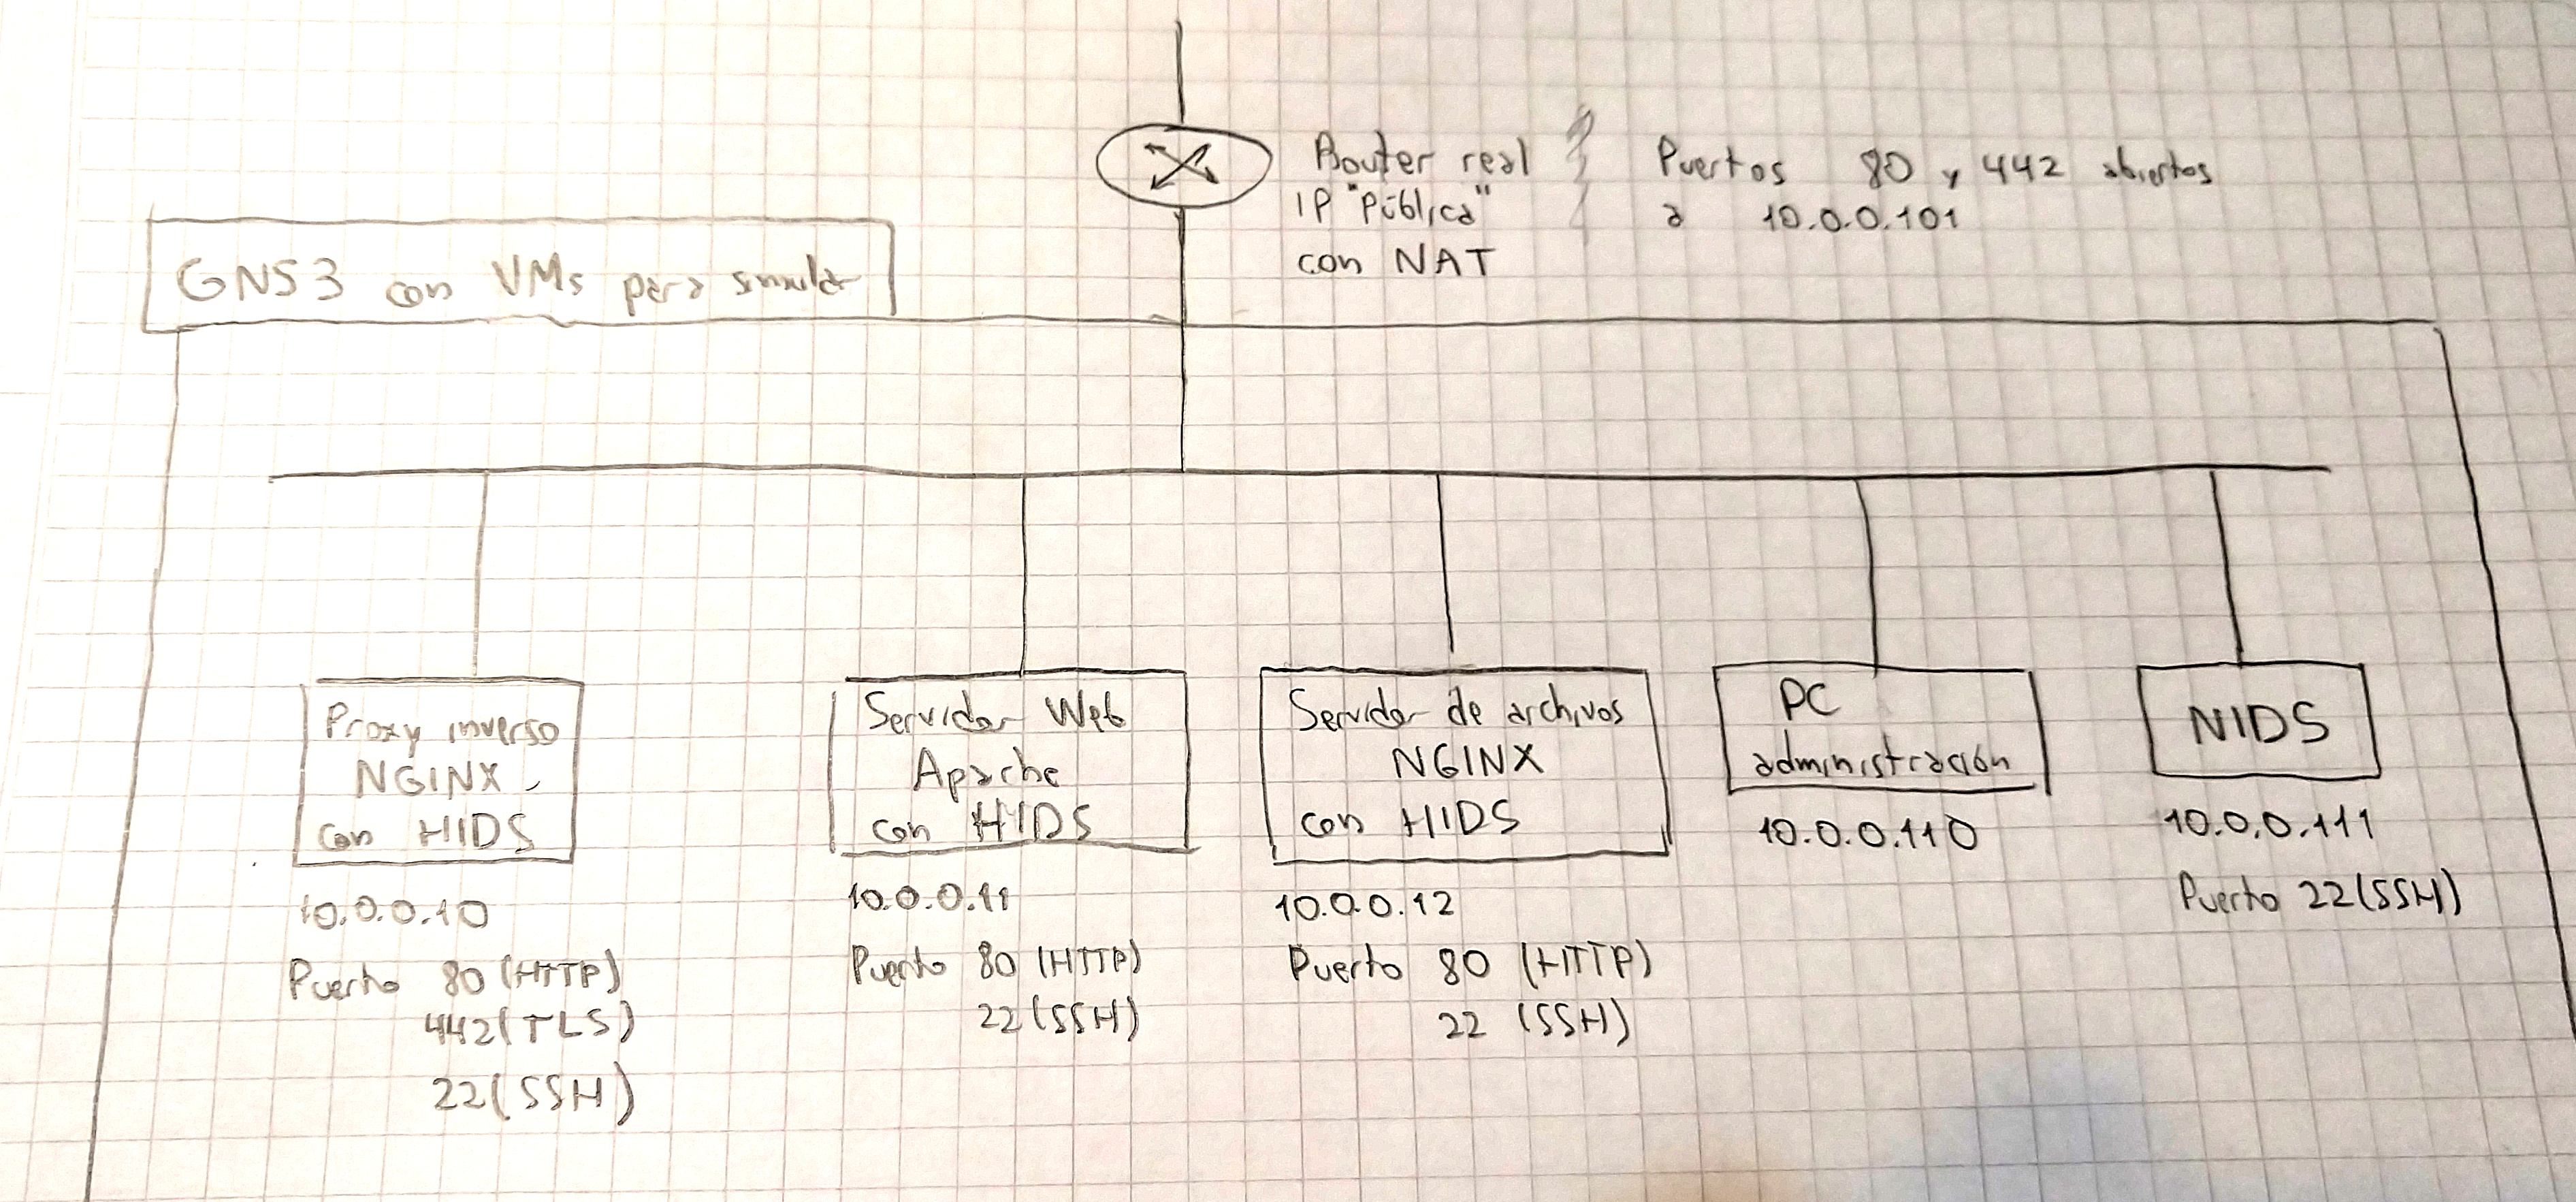 Router real
IP "Pública"
con NAT
Puertos 80 y 442 abiertos
a 10.0.0.101
GNS3 con VMs para simular
Proxy inverso
NGINX
con HIDS
10.0.0.10
Puerto 80 (HTTP)
442 (TLS)
22 (SSH)
Servidor Web
Apache
con HIDS
10.0.0.11
Puerto 80 (HTTP)
22 (SSH)
Servidor de archivos
NGINX
con HIDS
10.0.0.12
Puerto 80 (HTTP)
22 (SSH)
PC
administración
10.0.0.110
NIDS
10.0.0.111
Puerto 22 (SSH)